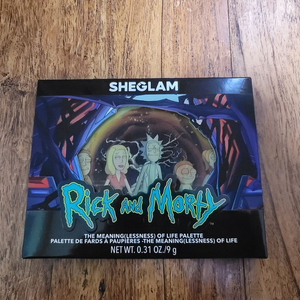 SHEGLAM
Rick and Morty
THE MEANING(LESSNESS) OF LIFE PALETTE
PALETTE DE FARDS À PAUPIÈRES -THE MEANING(LESSNESS) OF LIFE
NET WT. 0.31 OZ./9 g